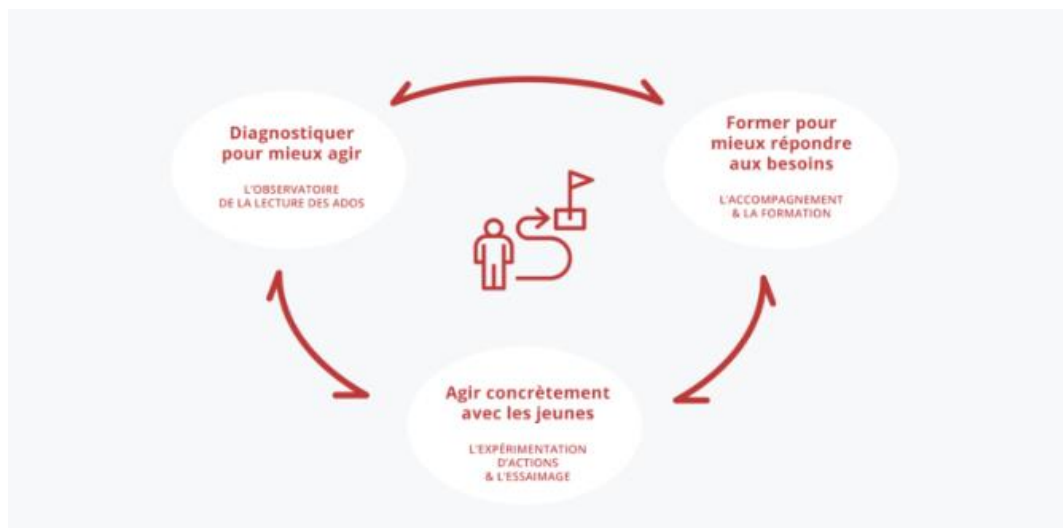 Diagnostiquer
pour mieux agir
L'OBSERVATOIRE
DE LA LECTURE DES ADOS
Former pour
mieux répondre
aux besoins
L'ACCOMPAGNEMENT
& LA FORMATION
Agir concrètement
avec les jeunes
L'EXPÉRIMENTATION
D'ACTIONS
& L'ESSAIMAGE